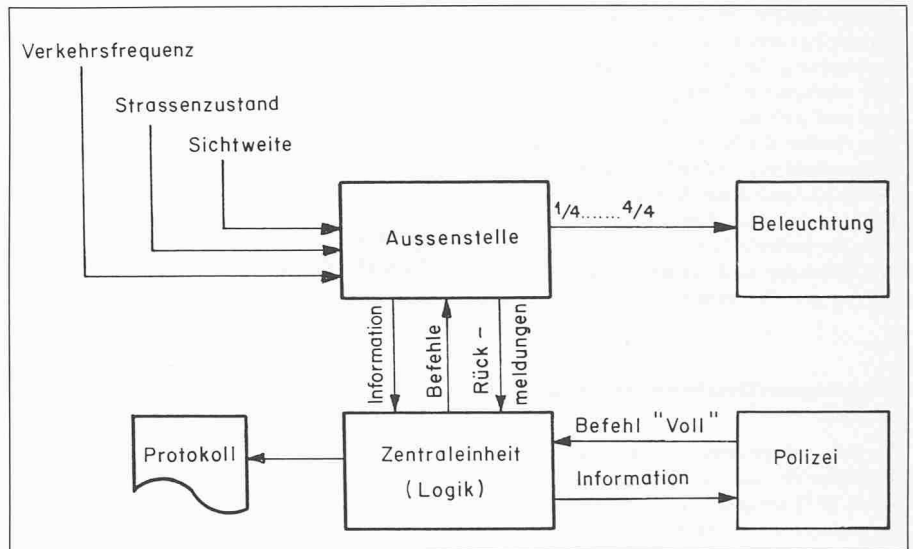 Verkehrsfrequenz
Strassenzustand
Sichtweite
Aussenstelle
1/4.......4/4
Beleuchtung
Information
Befehle
Rück-
meldungen
Protokoll
Zentraleinheit
(Logik)
Befehl "Voll"
Information
Polizei